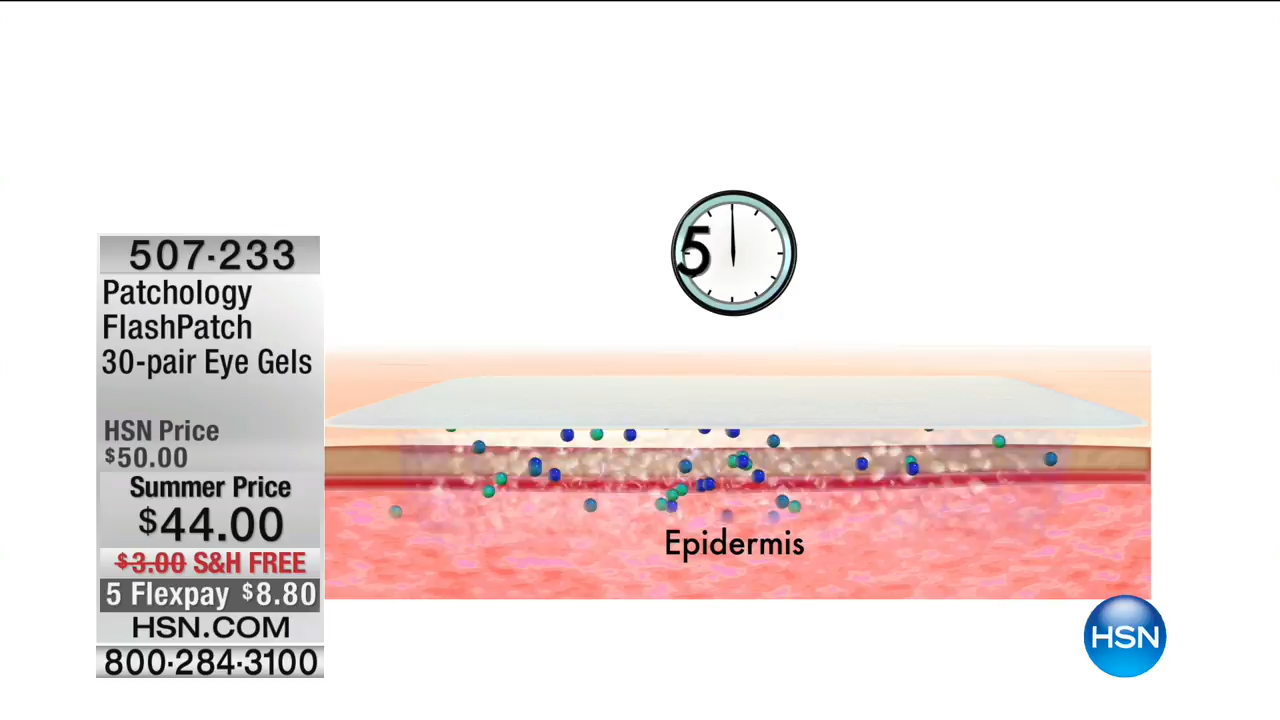 507·233
Patchology
FlashPatch
30-pair Eye Gels
HSN Price
$50.00
Summer Price
$44.00
$3.00 S&H FREE
5 Flexpay $8.80
HSN.COM
800·284·3100
5
Epidermis
HSN